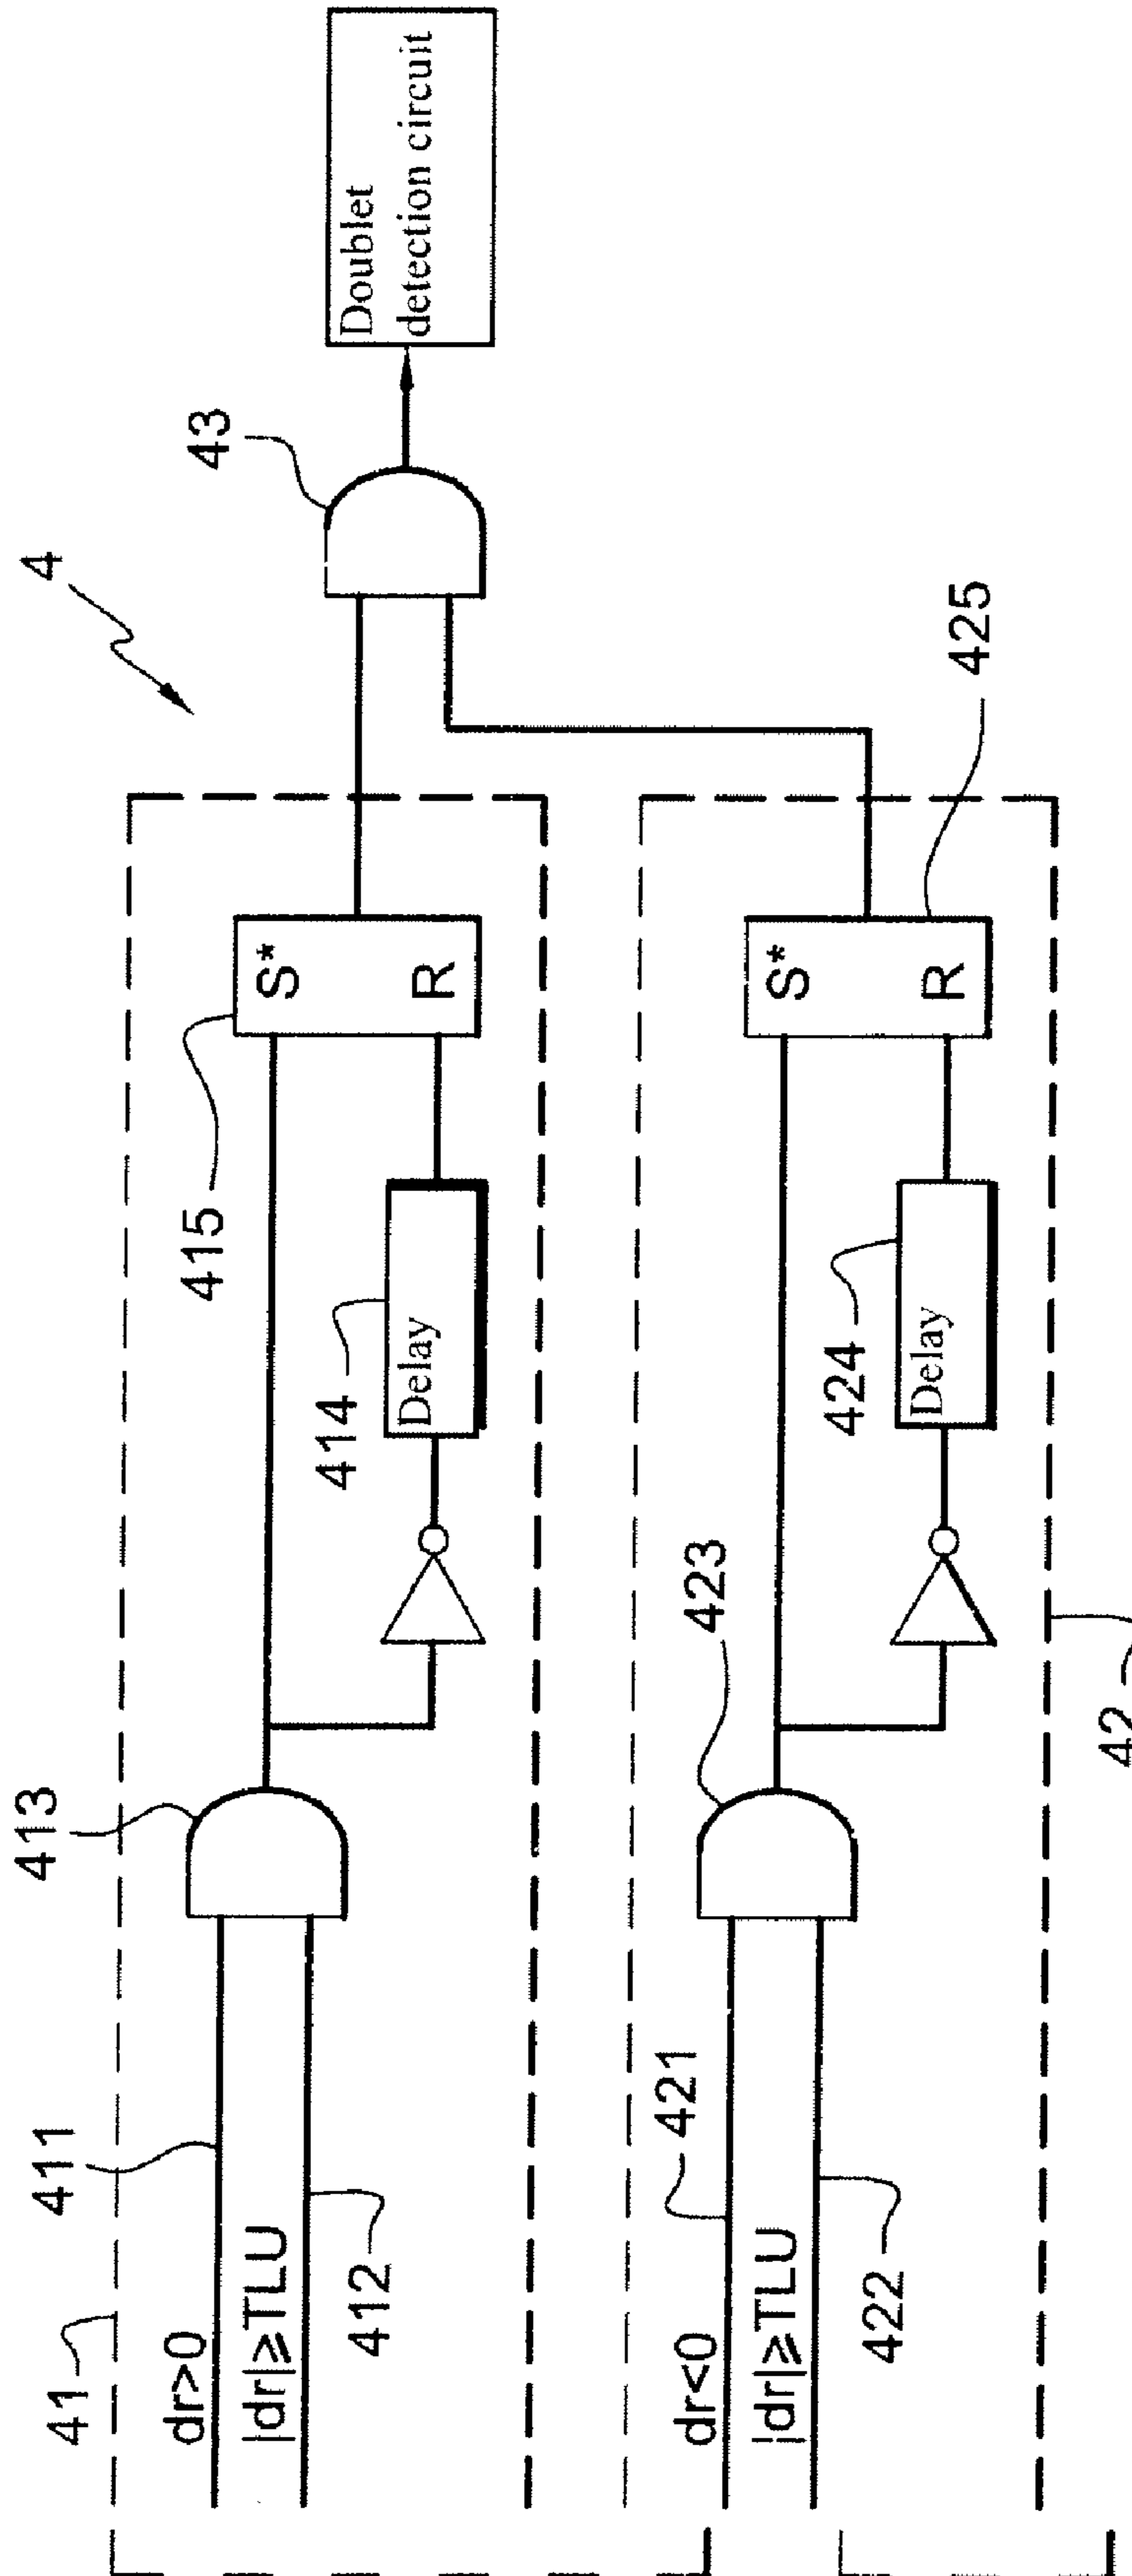 4
41
411
dr>0
|dr|≥TLU
412
413
414
Delay
415
S*
R
43
Doublet
detection circuit
421
dr<0
|dr|≥TLU
422
423
424
Delay
S*
R
425
42